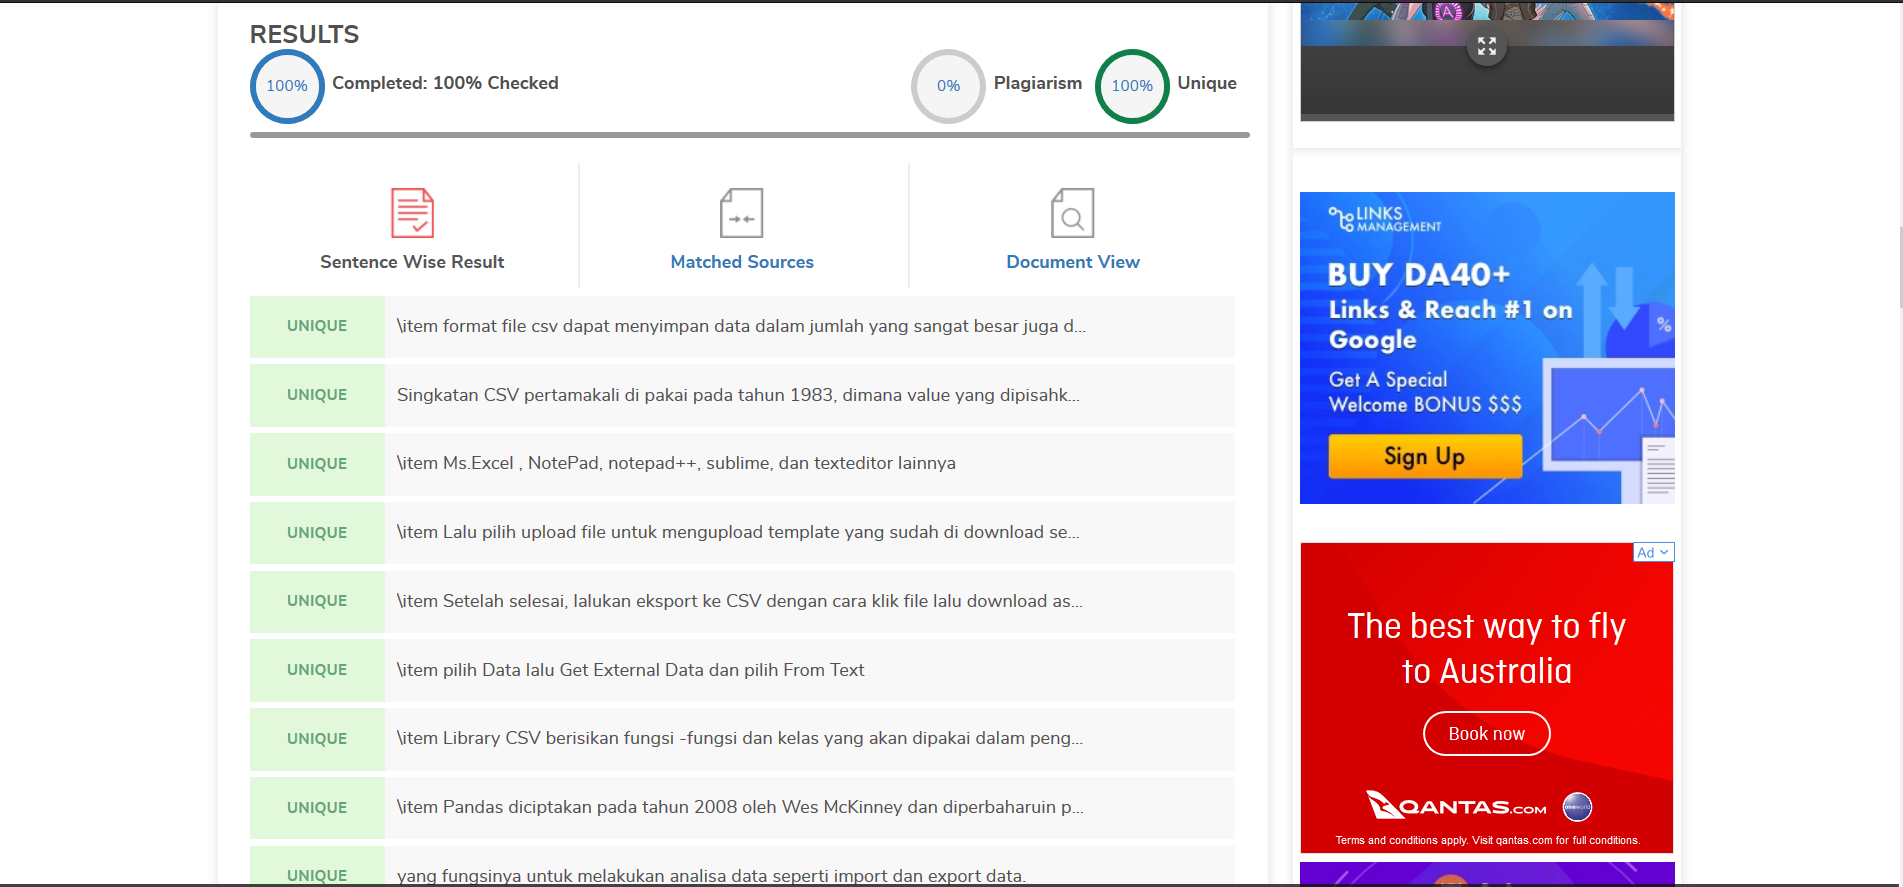 RESULTS
100%
Completed: 100% Checked
0%
Plagiarism
100%
Unique
Sentence Wise Result
Matched Sources
Document View
UNIQUE
\item format file csv dapat menyimpan data dalam jumlah yang sangat besar juga d...
UNIQUE
Singkatan CSV pertamakali di pakai pada tahun 1983, dimana value yang dipisahk...
UNIQUE
\item Ms.Excel , NotePad, notepad++, sublime, dan texteditor lainnya
UNIQUE
\item Lalu pilih upload file untuk mengupload template yang sudah di download se...
UNIQUE
\item Setelah selesai, lalukan eksport ke CSV dengan cara klik file lalu download as...
UNIQUE
\item pilih Data lalu Get External Data dan pilih From Text
UNIQUE
\item Library CSV berisikan fungsi -fungsi dan kelas yang akan dipakai dalam peng...
UNIQUE
\item Pandas diciptakan pada tahun 2008 oleh Wes McKinney dan diperbaharuin p...
UNIQUE
yang fungsinya untuk melakukan analisa data seperti import dan export data.
A
LINKS
MANAGEMENT
BUY DA40+
Links & Reach #1 on
Google
Get A Special
Welcome BONUS $$$
Sign Up
%
Ad
The best way to fly
to Australia
Book now
QANTAS.COM
oneworld
Terms and conditions apply. Visit qantas.com for full conditions.